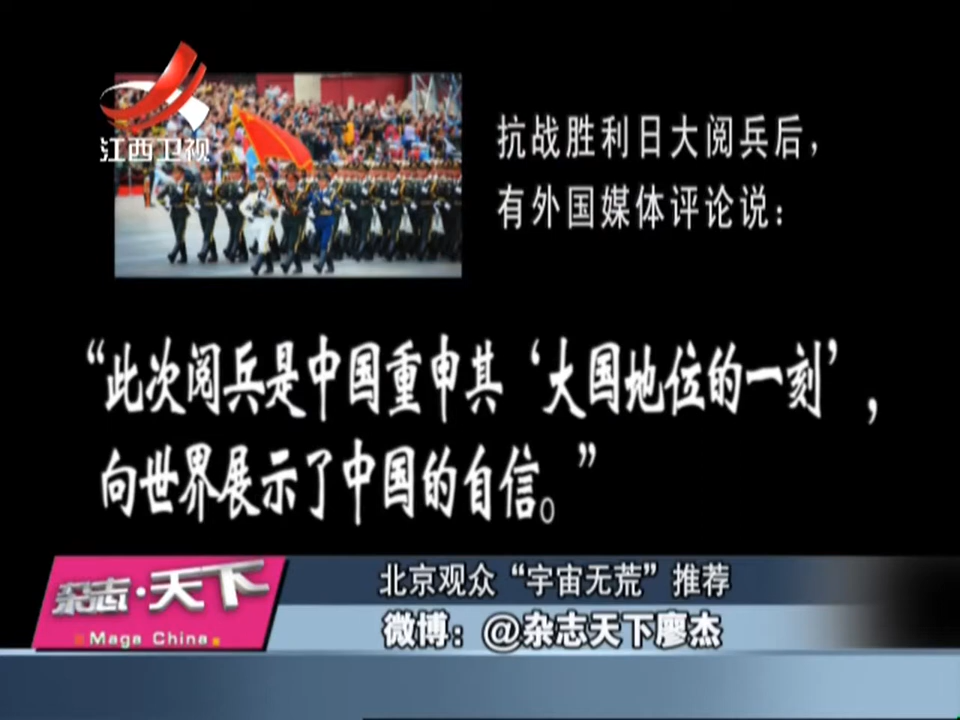 江西卫视
抗战胜利日大阅兵后，
有外国媒体评论说：
“此次阅兵是中国重申其‘大国地位的一刻’，
向世界展示了中国的自信。”
杂志·天下
Maga China
北京观众“宇宙无荒”推荐
微博：@杂志天下廖杰